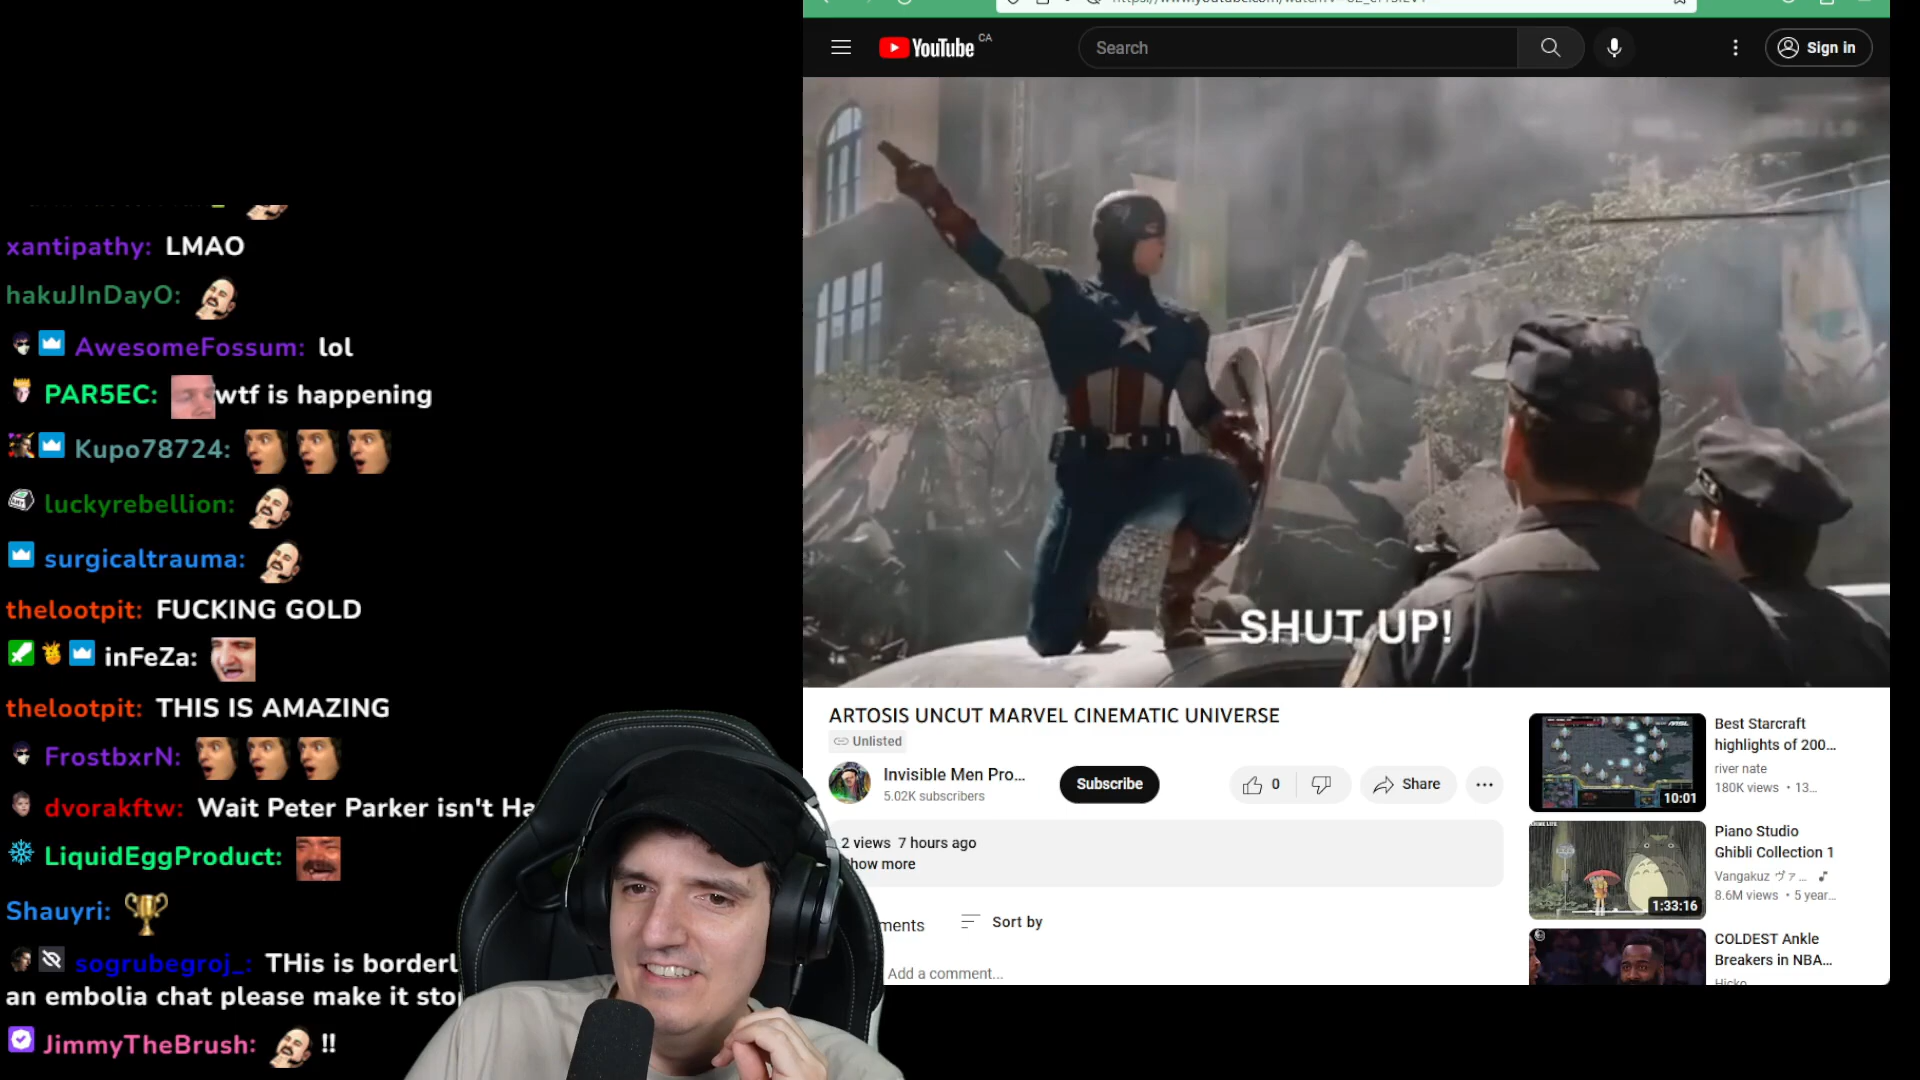 YouTube CA
Search
Sign in
xantipathy: LMAO
hakuJInDayO:
AwesomeFossum: lol
PAR5EC: wtf is happening
Kupo78724:
luckyrebellion:
surgicaltrauma:
thelootpit: FUCKING GOLD
inFeZa:
thelootpit: THIS IS AMAZING
FrostbxrN:
dvorakftw: Wait Peter Parker isn't Ha
LiquidEggProduct:
Shauyri:
sogrubegroj_: THis is borderl
an embolia chat please make it sto
JimmyTheBrush: !!
SHUT UP!
ARTOSIS UNCUT MARVEL CINEMATIC UNIVERSE
Unlisted
Invisible Men Pro...
5.02K subscribers
Subscribe
0
Share
2 views 7 hours ago
how more
ments
Sort by
Add a comment...
10:01
Best Starcraft
highlights of 200...
river nate
180K views • 13...
1:33:16
Piano Studio
Ghibli Collection 1
Vangakuz ヴァ...
8.6M views • 5 year...
COLDEST Ankle
Breakers in NBA...
Hicko